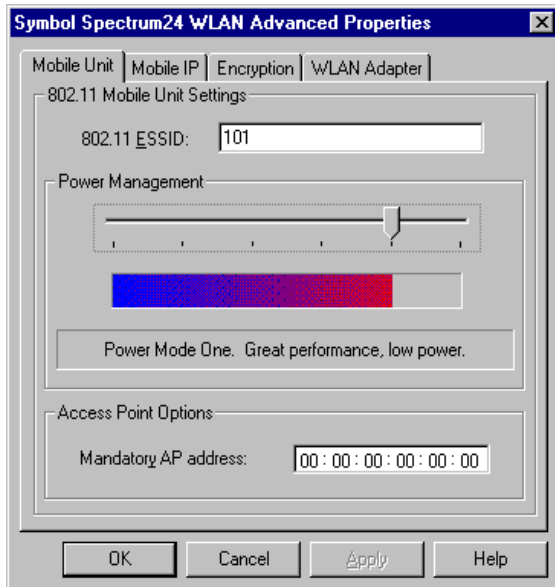 Symbol Spectrum24 WLAN Advanced Properties
Mobile Unit Mobile IP Encryption WLAN Adapter
802.11 Mobile Unit Settings
802.11 ESSID: 101
Power Management
Power Mode One. Great performance, low power.
Access Point Options
Mandatory AP address: 00:00:00:00:00:00
OK Cancel Apply Help